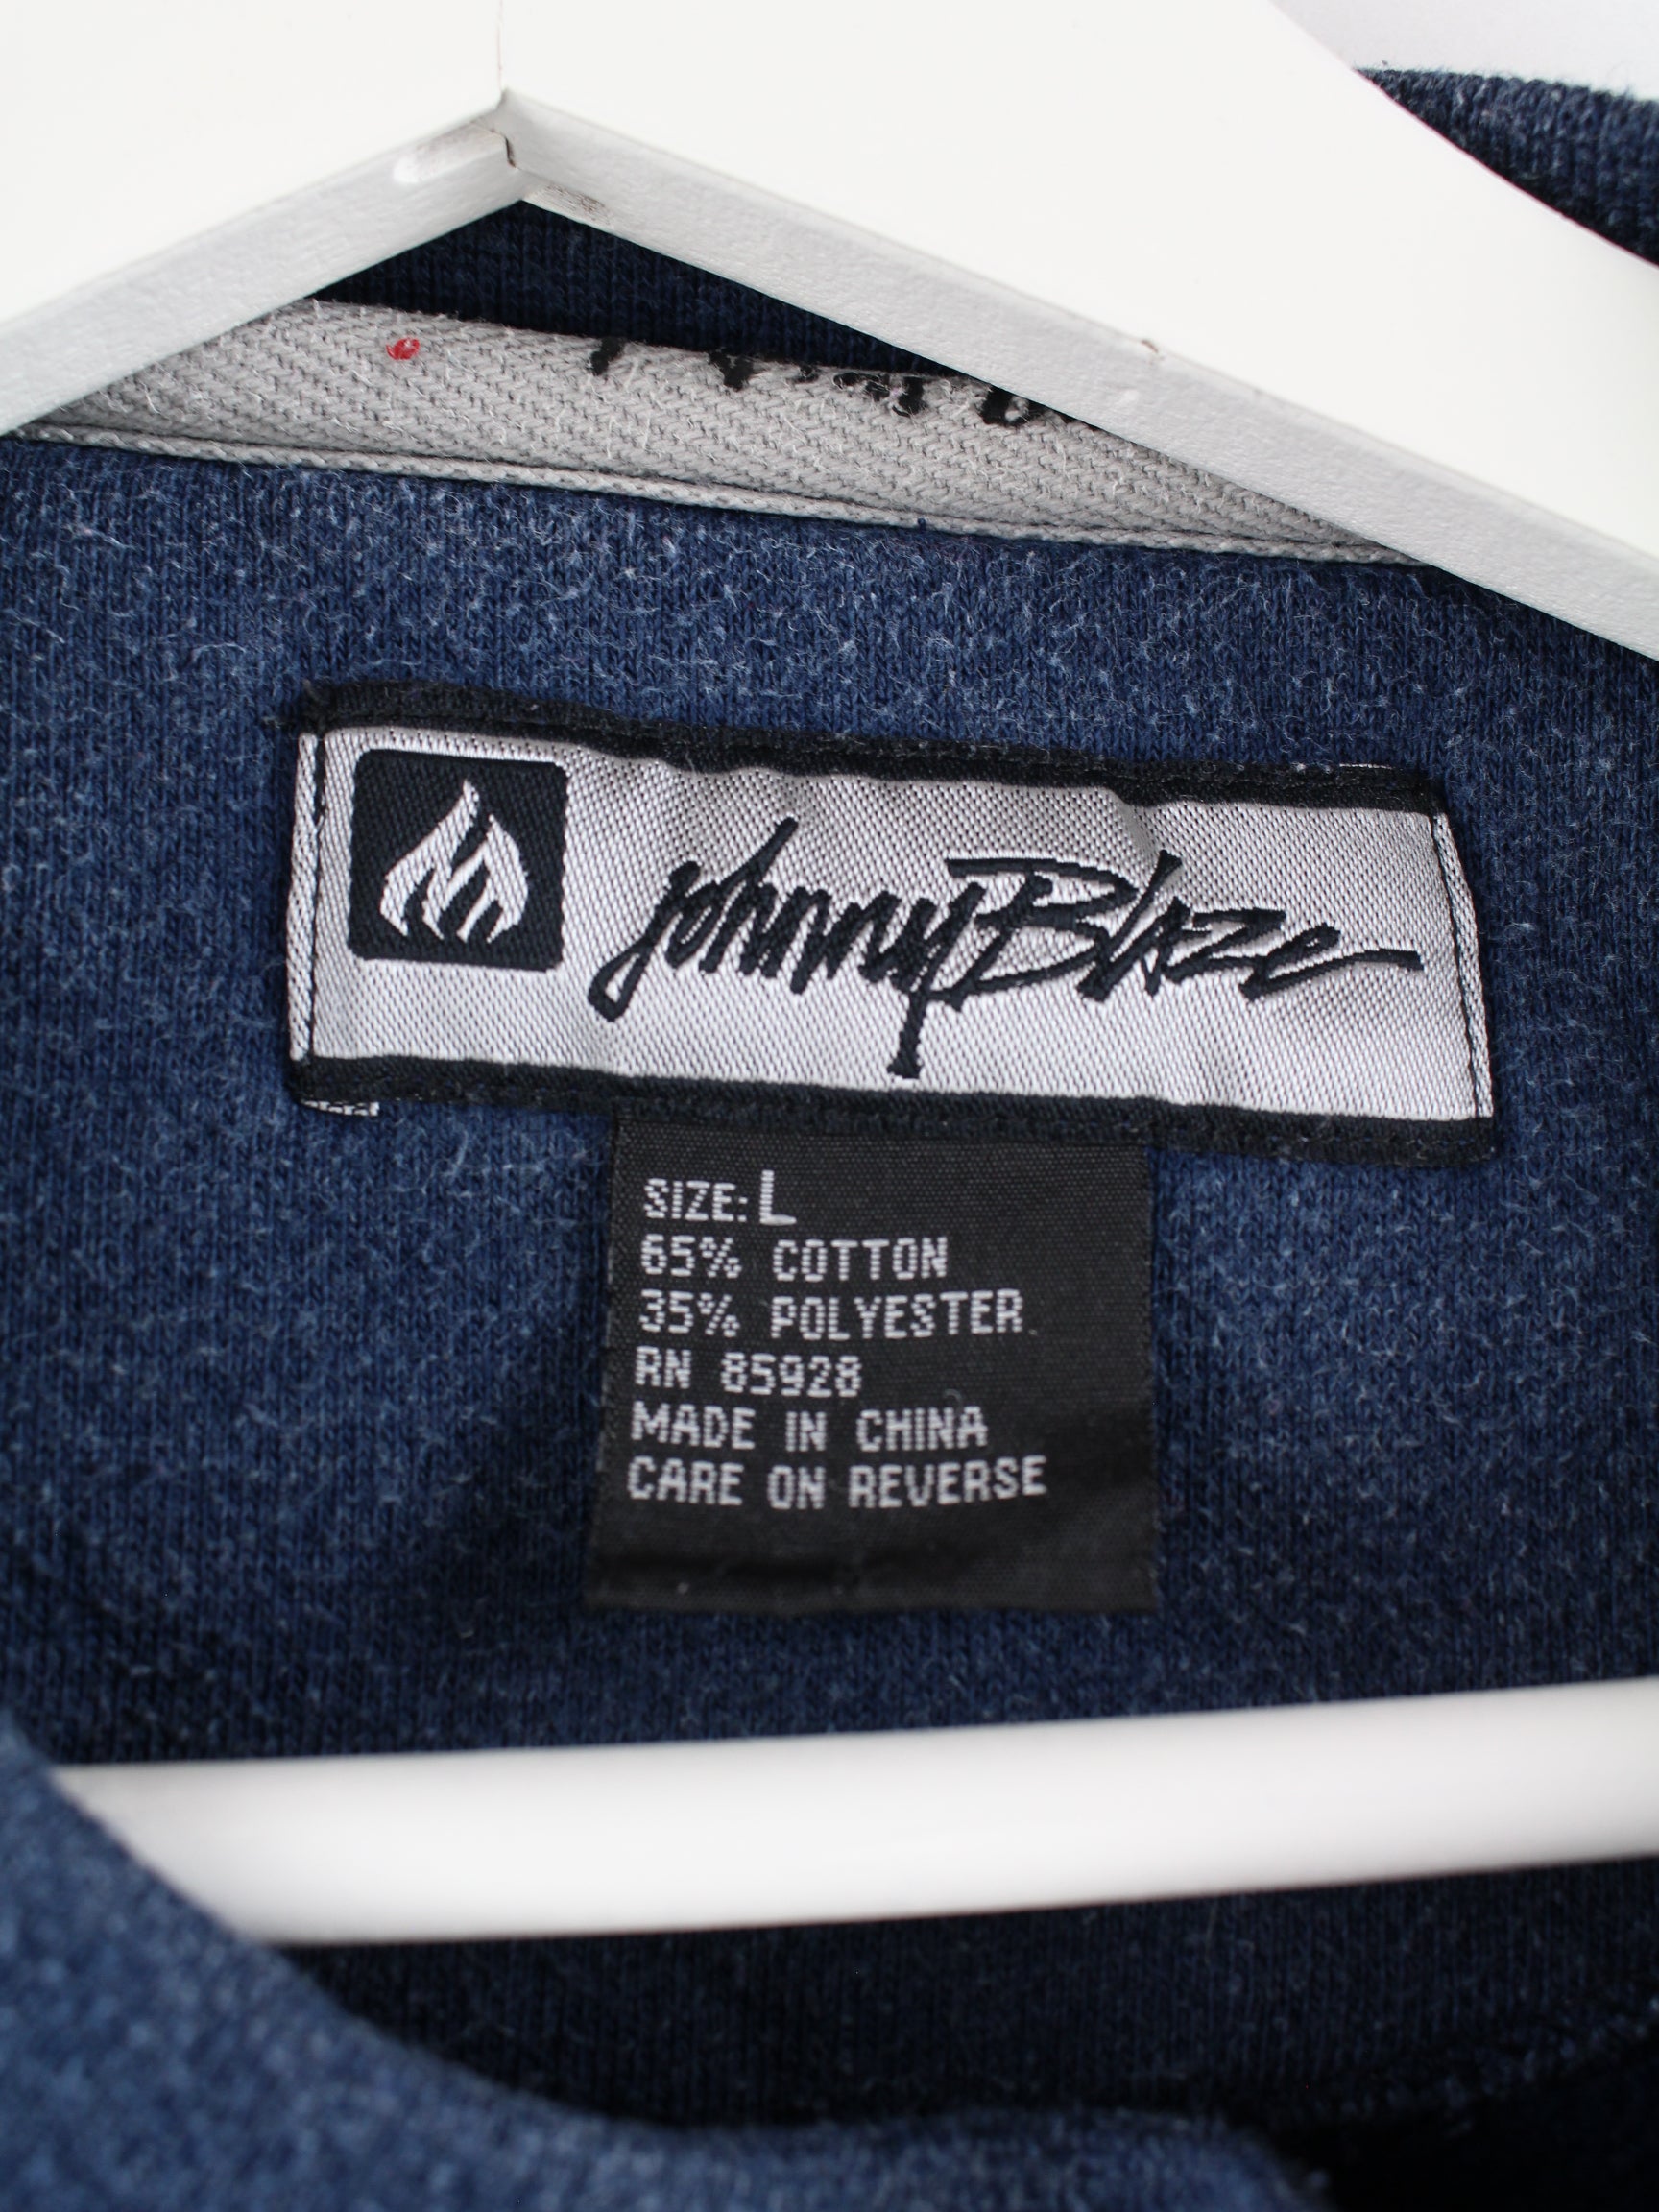 johnny Blaze
SIZE: L
65% COTTON
35% POLYESTER
RN 85928
MADE IN CHINA
CARE ON REVERSE